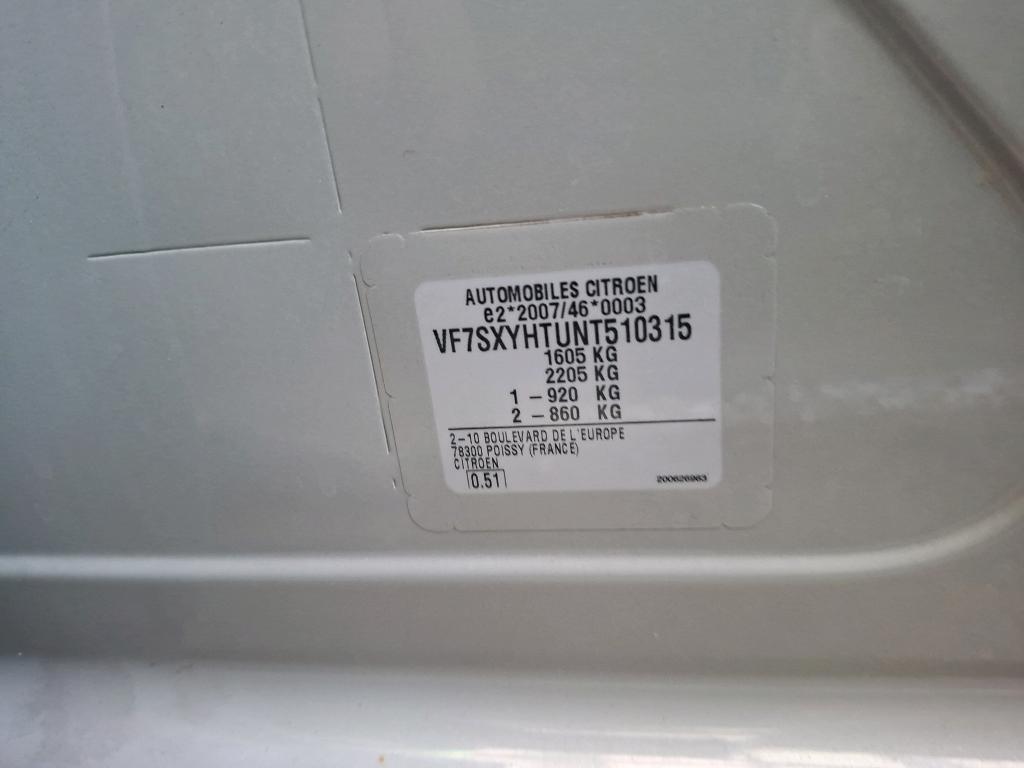 AUTOMOBILES CITROEN
e2*2007/46*0003
VF7SXYHTUNT510315
1605 KG
2205 KG
1 – 920 KG
2 – 860 KG
2–10 BOULEVARD DE L'EUROPE
78300 POISSY (FRANCE)
CITROEN
0.51
200626963